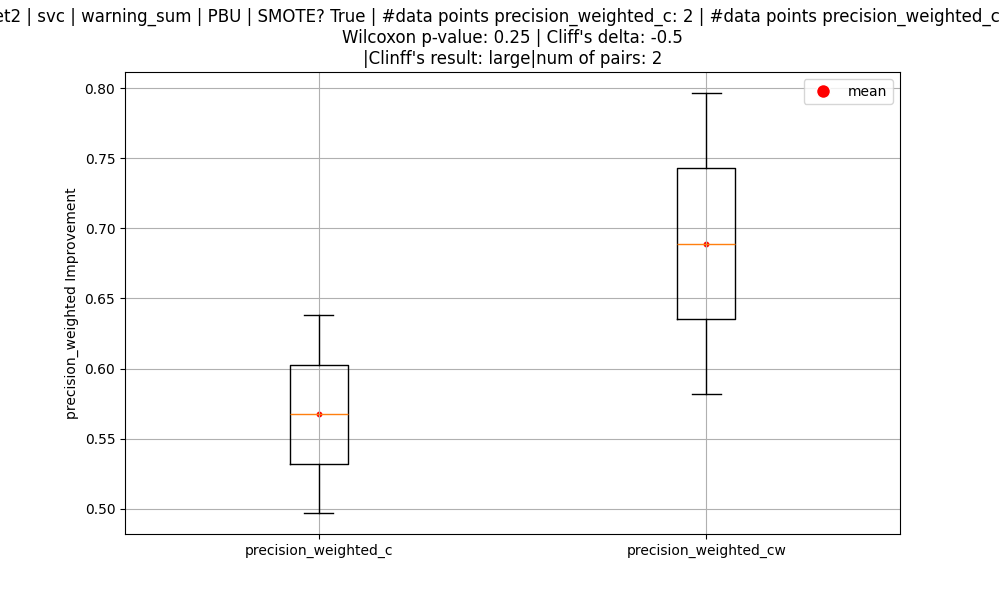 et2 | svc | warning_sum | PBU | SMOTE? True | #data points precision_weighted_c: 2 | #data points precision_weighted_c
Wilcoxon p-value: 0.25 | Cliff's delta: -0.5
|Clinff's result: large|num of pairs: 2
mean
0.80
0.75
0.70
0.65
0.60
0.55
0.50
precision_weighted Improvement
precision_weighted_c
precision_weighted_cw